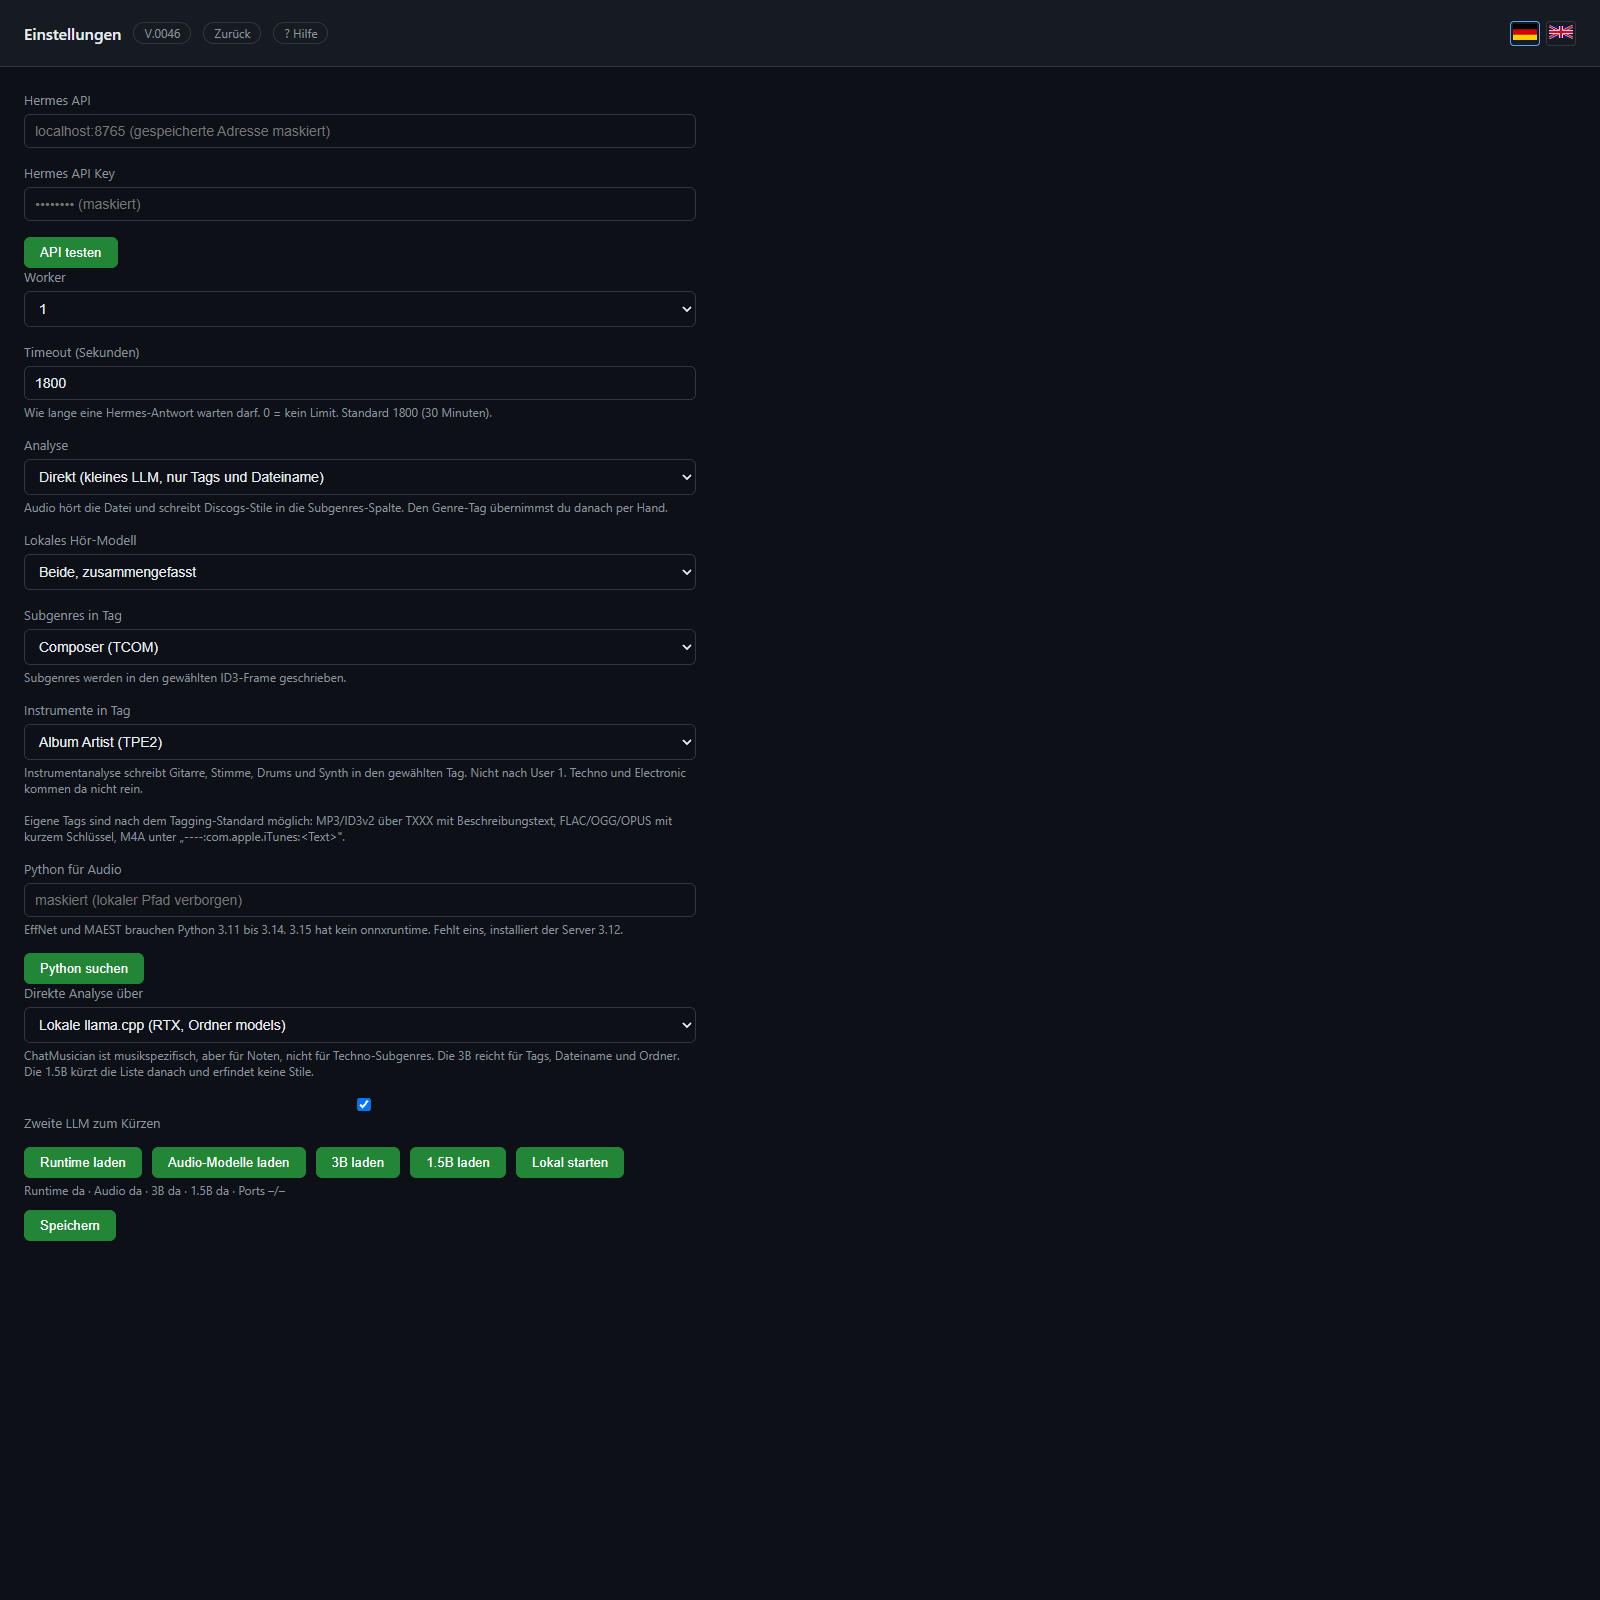 Einstellungen V.0046 Zurück ? Hilfe
Hermes API
localhost:8765 (gespeicherte Adresse maskiert)
Hermes API Key
•••••••• (maskiert)
API testen
Worker
1
Timeout (Sekunden)
1800
Wie lange eine Hermes-Antwort warten darf. 0 = kein Limit. Standard 1800 (30 Minuten).
Analyse
Direkt (kleines LLM, nur Tags und Dateiname)
Audio hört die Datei und schreibt Discogs-Stile in die Subgenres-Spalte. Den Genre-Tag übernimmst du danach per Hand.
Lokales Hör-Modell
Beide, zusammengefasst
Subgenres in Tag
Composer (TCOM)
Subgenres werden in den gewählten ID3-Frame geschrieben.
Instrumente in Tag
Album Artist (TPE2)
Instrumentanalyse schreibt Gitarre, Stimme, Drums und Synth in den gewählten Tag. Nicht nach User 1. Techno und Electronic
kommen da nicht rein.
Eigene Tags sind nach dem Tagging-Standard möglich: MP3/ID3v2 über TXXX mit Beschreibungstext, FLAC/OGG/OPUS mit
kurzem Schlüssel, M4A unter „----:com.apple.iTunes:<Text>".
Python für Audio
maskiert (lokaler Pfad verborgen)
EffNet und MAEST brauchen Python 3.11 bis 3.14. 3.15 hat kein onnxruntime. Fehlt eins, installiert der Server 3.12.
Python suchen
Direkte Analyse über
Lokale llama.cpp (RTX, Ordner models)
ChatMusician ist musikspezifisch, aber für Noten, nicht für Techno-Subgenres. Die 3B reicht für Tags, Dateiname und Ordner.
Die 1.5B kürzt die Liste danach und erfindet keine Stile.
Zweite LLM zum Kürzen
Runtime laden Audio-Modelle laden 3B laden 1.5B laden Lokal starten
Runtime da · Audio da · 3B da · 1.5B da · Ports –/–
Speichern